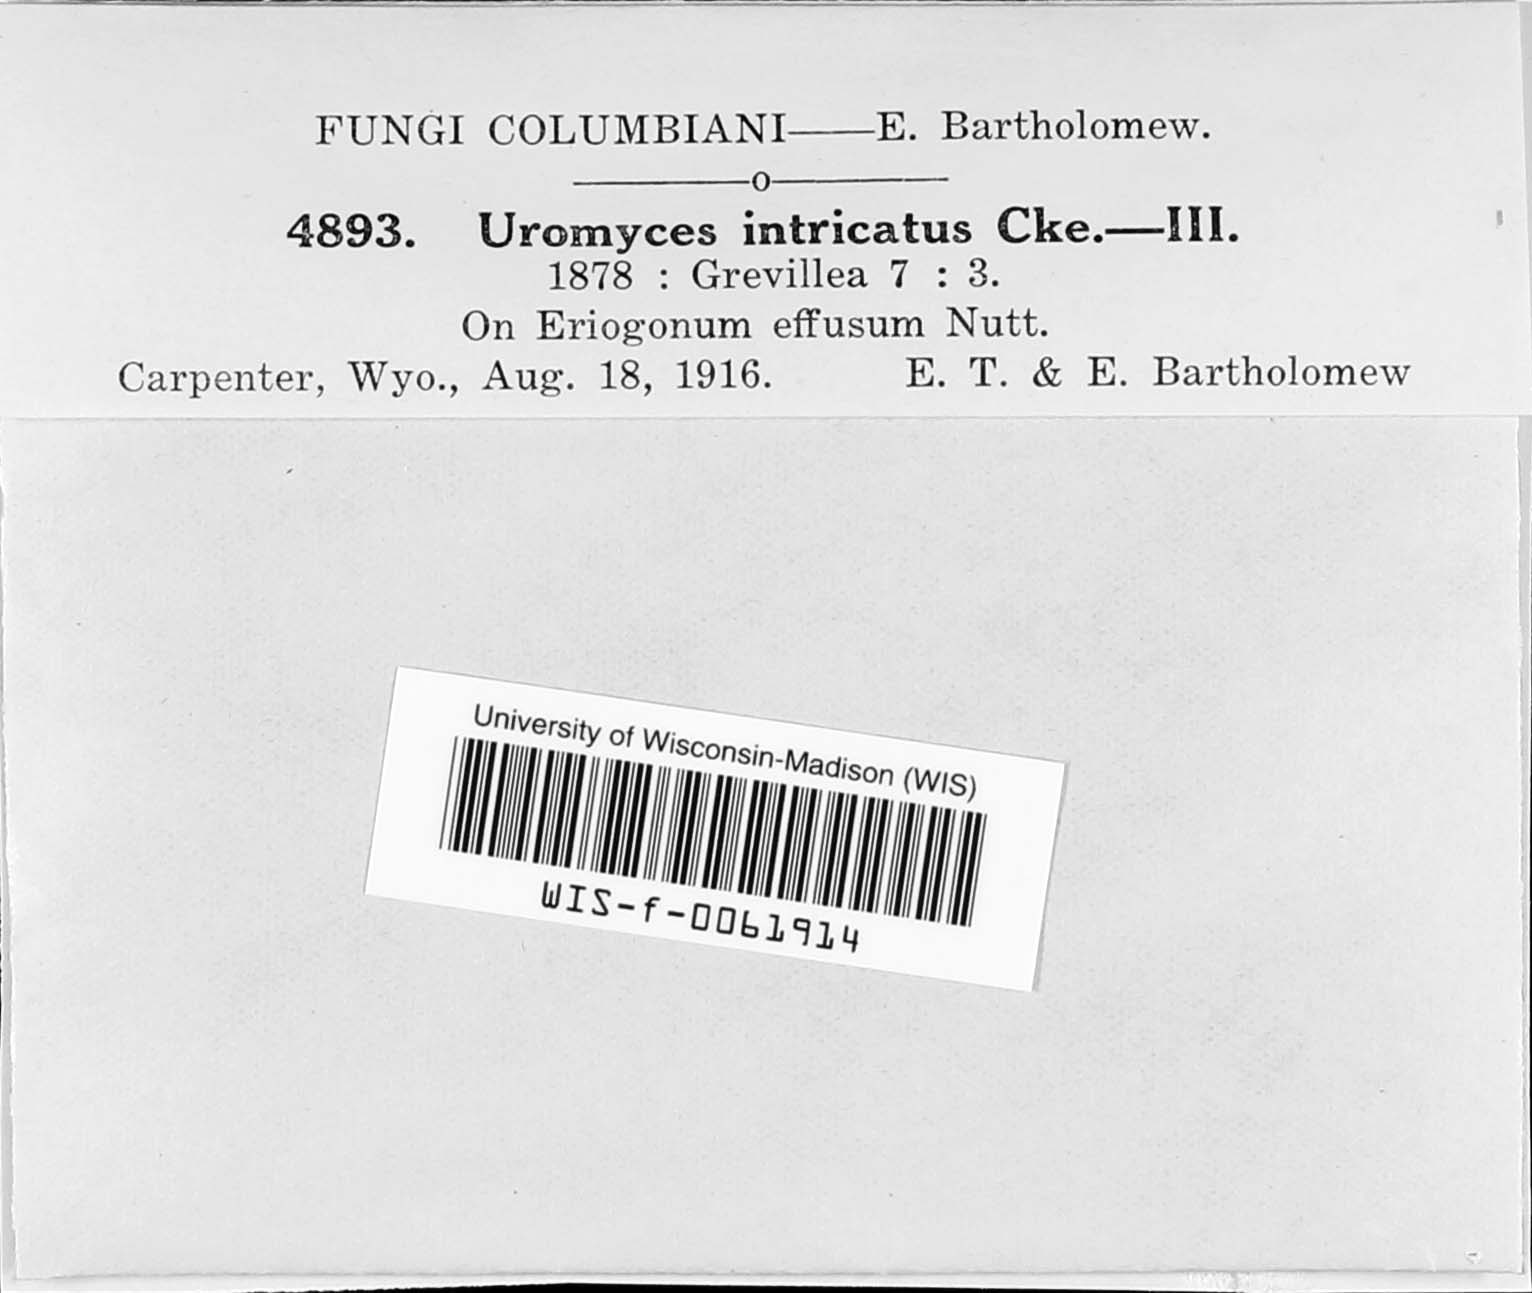 FUNGI COLUMBIANI——E. Bartholomew.
———o———
4893. Uromyces intricatus Cke.—III.
1878 : Grevillea 7 : 3.
On Eriogonum effusum Nutt.
Carpenter, Wyo., Aug. 18, 1916. E. T. & E. Bartholomew
University of Wisconsin-Madison (WIS)
WIS-f-0061914